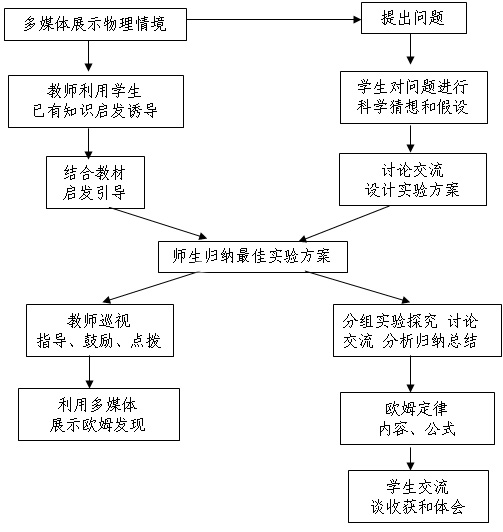 多媒体展示物理情境
提出问题
教师利用学生
已有知识启发诱导
学生对问题进行
科学猜想和假设
结合教材
启发引导
讨论交流
设计实验方案
师生归纳最佳实验方案
教师巡视
指导、鼓励、点拨
分组实验探究 讨论
交流 分析归纳总结
利用多媒体
展示欧姆发现
欧姆定律
内容、公式
学生交流
谈收获和体会